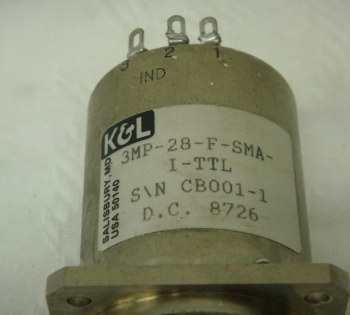 3 2 1
IND
K&L
SALISBURY, MD
USA 50140
3MP-28-F-SMA-
I-TTL
S\N CB001-1
D.C. 8726